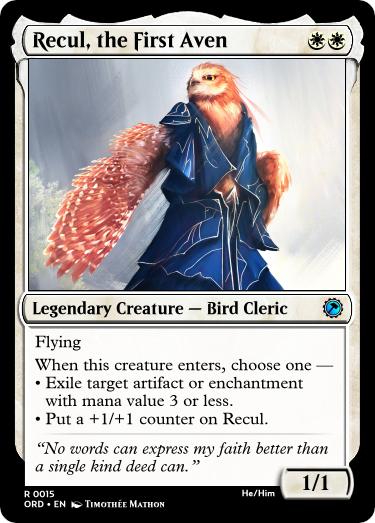 Recul, the First Aven
Legendary Creature — Bird Cleric
Flying
When this creature enters, choose one —
• Exile target artifact or enchantment
with mana value 3 or less.
• Put a +1/+1 counter on Recul.
“No words can express my faith better than
a single kind deed can.”
1/1
R 0015
He/Him
ORD • EN Timothée Mathon